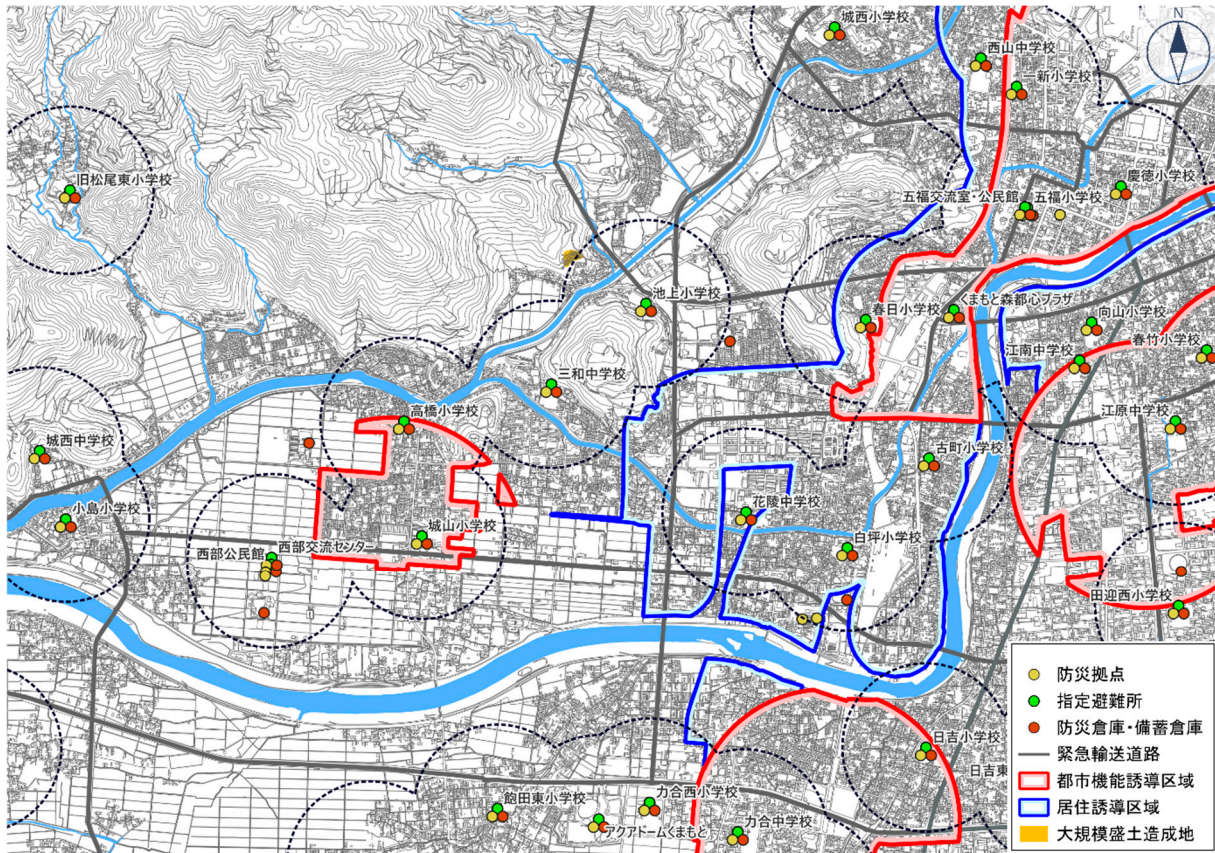 城西小学校
N
西山中学校
一新小学校
旧松尾東小学校
慶徳小学校
五福交流室・公民館
五福小学校
池上小学校
春日小学校
くまもと森都心プラザ
向山小学校
江南中学校
春竹小学校
三和中学校
高橋小学校
江原中学校
城西中学校
古町小学校
小島小学校
花陵中学校
城山小学校
西部公民館
西部交流センター
白坪小学校
田迎西小学校
防災拠点
指定避難所
防災倉庫・備蓄倉庫
緊急輸送道路
都市機能誘導区域
居住誘導区域
大規模盛土造成地
日吉小学校
日吉東
飽田東小学校
力合西小学校
アクアドームくまもと
力合中学校